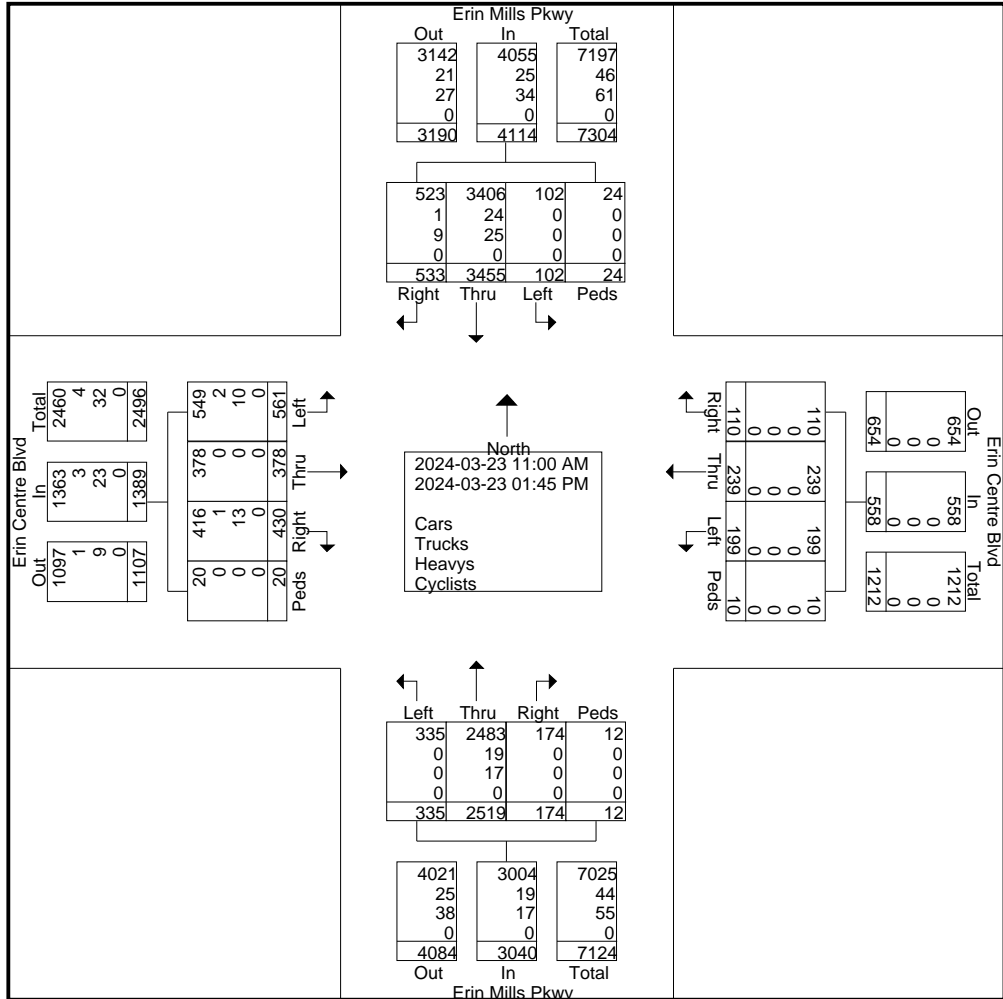 Erin Mills Pkwy
Out In Total
3142 4055 7197
21 25 46
27 34 61
0 0 0
3190 4114 7304
523 3406 102 24
1 24 0 0
9 25 0 0
0 0 0 0
533 3455 102 24
Right Thru Left Peds
Erin Centre Blvd
Total
2460 4 32 0 2496
In
1363 3 23 0 1389
Out
1097 1 9 0 1107
549 2 10 0 561
Left
378 0 0 0 378
Thru
416 1 13 0 430
Right
20 0 0 0 20
Peds
North
2024-03-23 11:00 AM
2024-03-23 01:45 PM
Cars
Trucks
Heavys
Cyclists
Right
110 0 0 0 110
Thru
239 0 0 0 239
Left
199 0 0 0 199
Peds
10 0 0 0 10
Erin Centre Blvd
Out
654 0 0 0 654
In
558 0 0 0 558
Total
1212 0 0 0 1212
Left Thru Right Peds
335 2483 174 12
0 19 0 0
0 17 0 0
0 0 0 0
335 2519 174 12
4021 3004 7025
25 19 44
38 17 55
0 0 0
4084 3040 7124
Out In Total
Erin Mills Pkwy